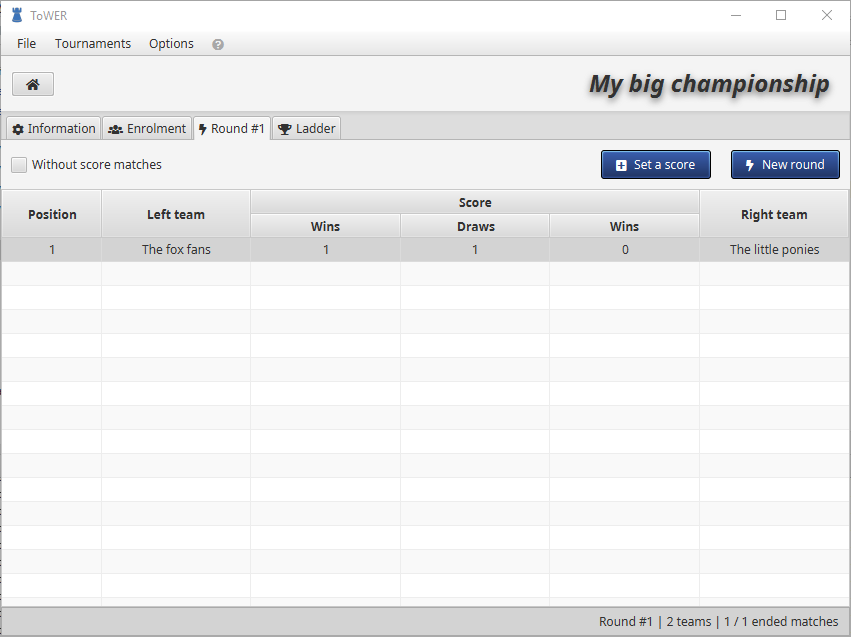 ToWER
File Tournaments Options ?
My big championship
Information Enrolment Round #1 Ladder
Without score matches Set a score New round
Position Left team Score Right team
Wins Draws Wins
1 The fox fans 1 1 0 The little ponies
Round #1 | 2 teams | 1 / 1 ended matches